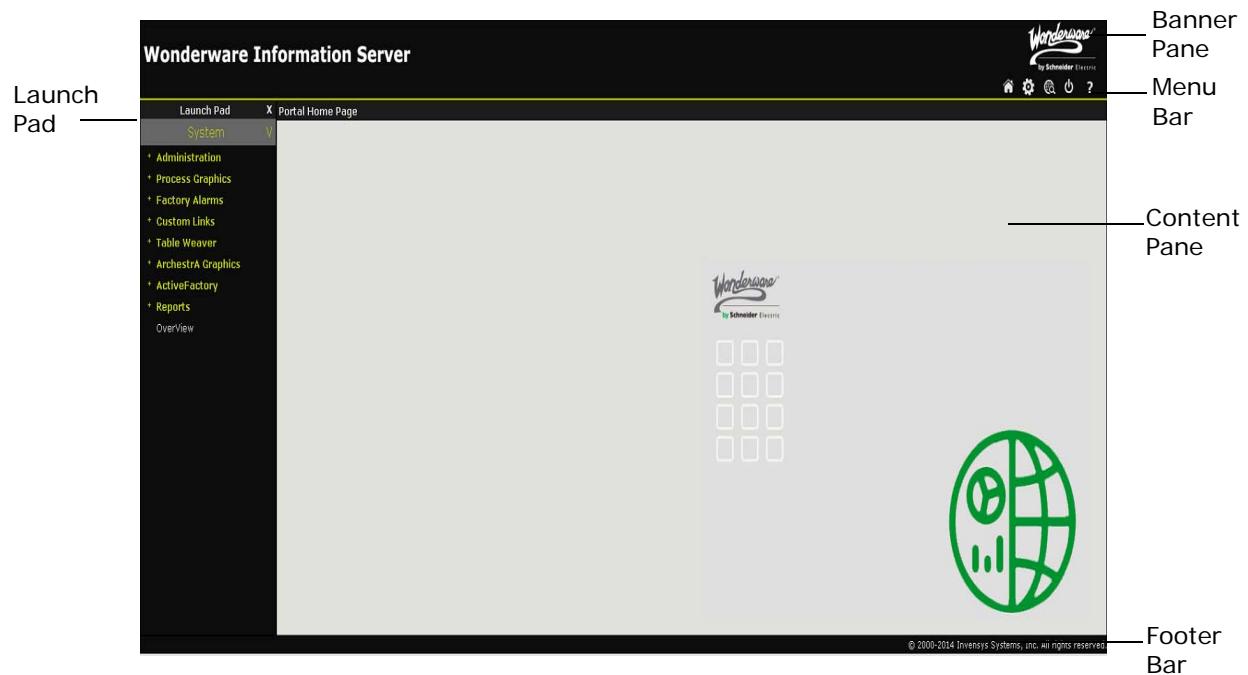 Banner
Pane
Wonderware Information Server
Wonderware
by Schneider Electric
Menu
Bar
?
Launch
Pad
Launch Pad X
Portal Home Page
System V
+ Administration
+ Process Graphics
+ Factory Alarms
+ Custom Links
+ Table Weaver
+ ArchestrA Graphics
+ ActiveFactory
+ Reports
OverView
Content
Pane
Wonderware
by Schneider Electric
© 2000-2014 Invensys Systems, Inc. All rights reserved.
Footer
Bar